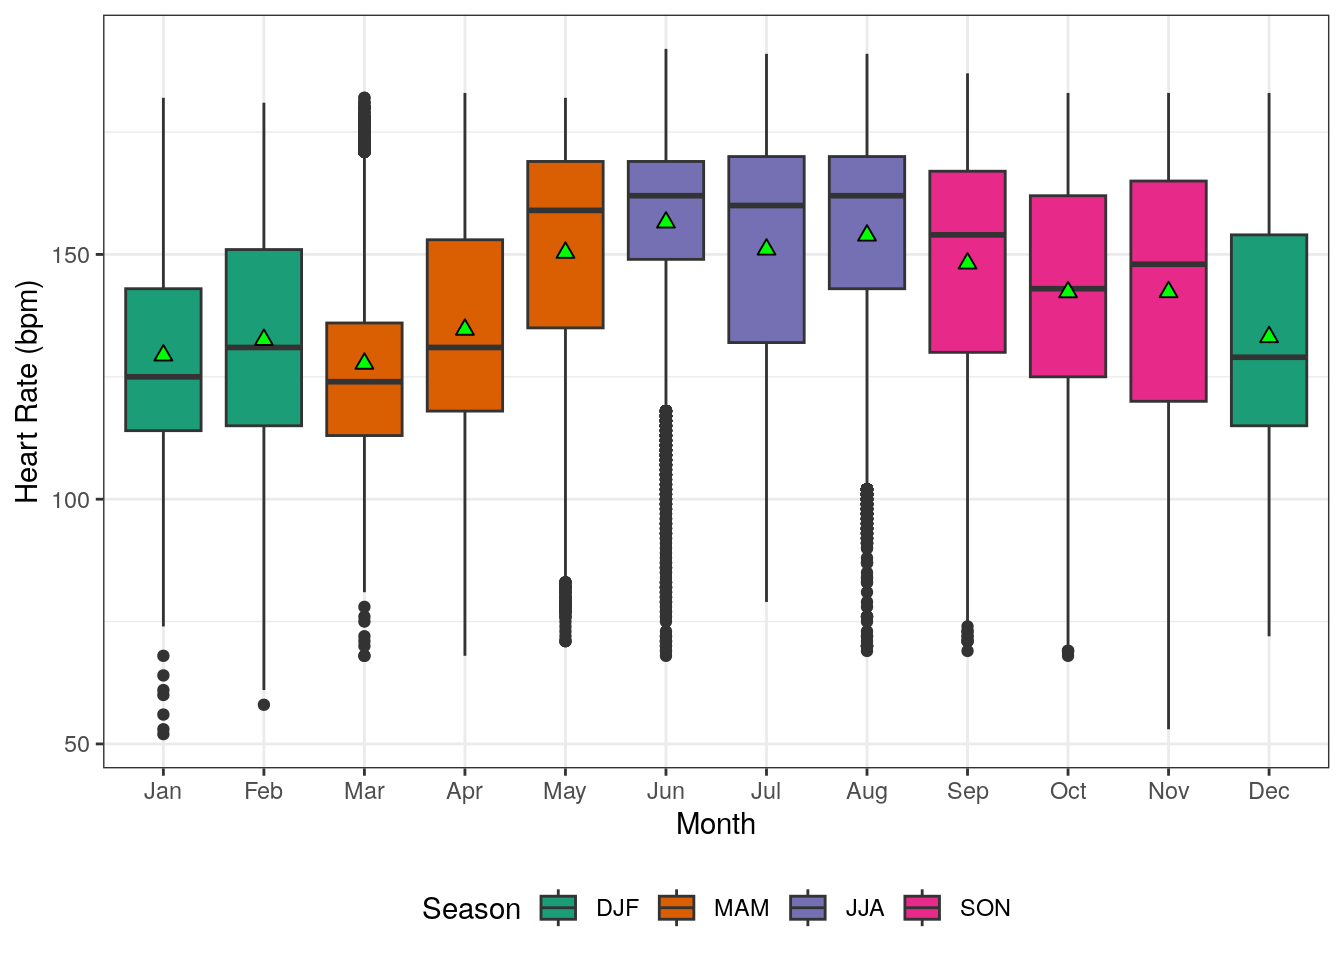 Heart Rate (bpm)
150
100
50
Jan Feb Mar Apr May Jun Jul Aug Sep Oct Nov Dec
Month
Season DJF MAM JJA SON